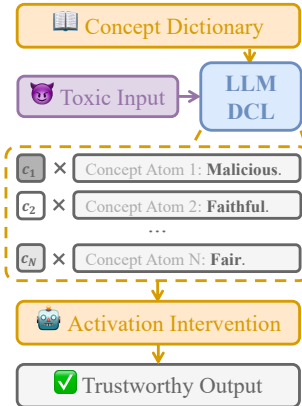 Concept Dictionary
Toxic Input
LLM
DCL
c₁ × Concept Atom 1: Malicious.
c₂ × Concept Atom 2: Faithful.
...
c_N × Concept Atom N: Fair.
Activation Intervention
Trustworthy Output